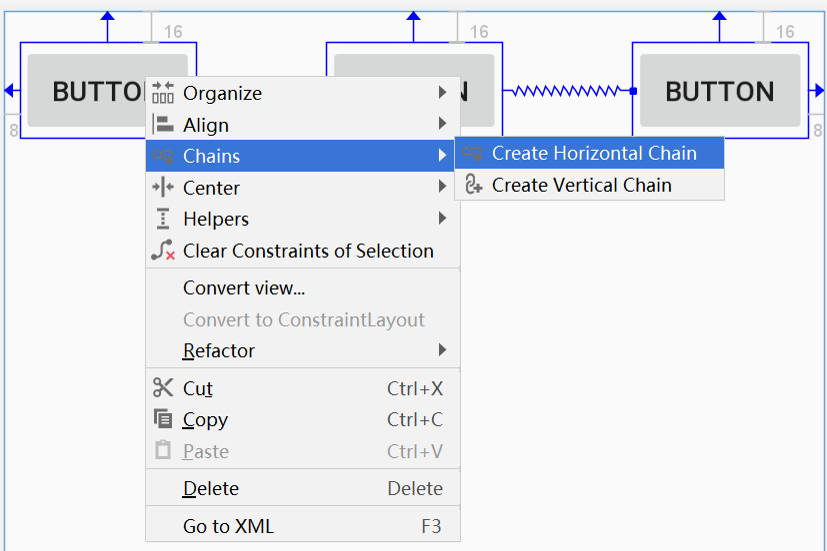 16 16 16
BUTTO N BUTTON
8 8
Organize
Align
Chains
Create Horizontal Chain
Create Vertical Chain
Center
Helpers
Clear Constraints of Selection
Convert view...
Convert to ConstraintLayout
Refactor
Cut Ctrl+X
Copy Ctrl+C
Paste Ctrl+V
Delete Delete
Go to XML F3